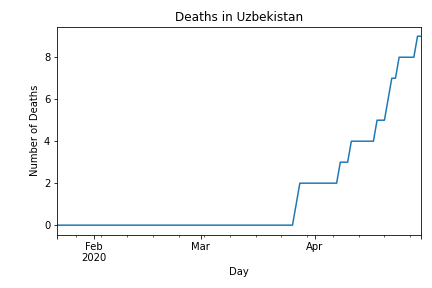 Deaths in Uzbekistan
Number of Deaths
8
6
4
2
0
Feb
2020
Mar
Apr
Day